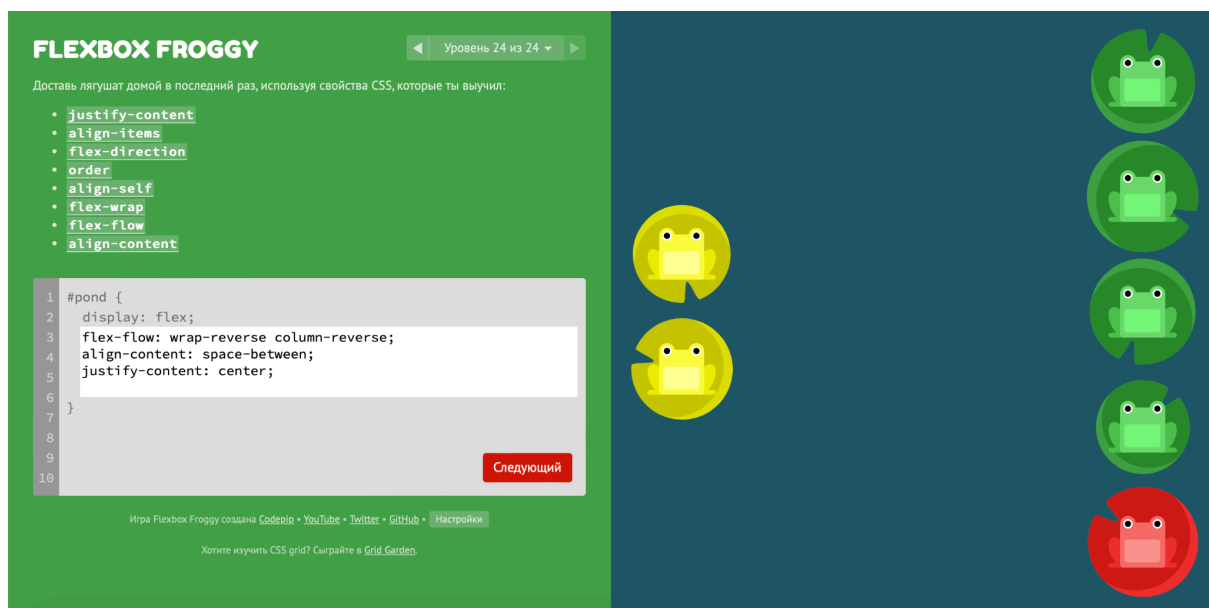 FLEXBOX FROGGY
◀ Уровень 24 из 24 ▼ ▶
Доставь лягушат домой в последний раз, используя свойства CSS, которые ты выучил:
• justify-content
• align-items
• flex-direction
• order
• align-self
• flex-wrap
• flex-flow
• align-content
1 #pond {
2 display: flex;
3 flex-flow: wrap-reverse column-reverse;
4 align-content: space-between;
5 justify-content: center;
6
7 }
8
9
10
Следующий
Игра Flexbox Froggy создана Codepip • YouTube • Twitter • GitHub • Настройки
Хотите изучить CSS grid? Сыграйте в Grid Garden.